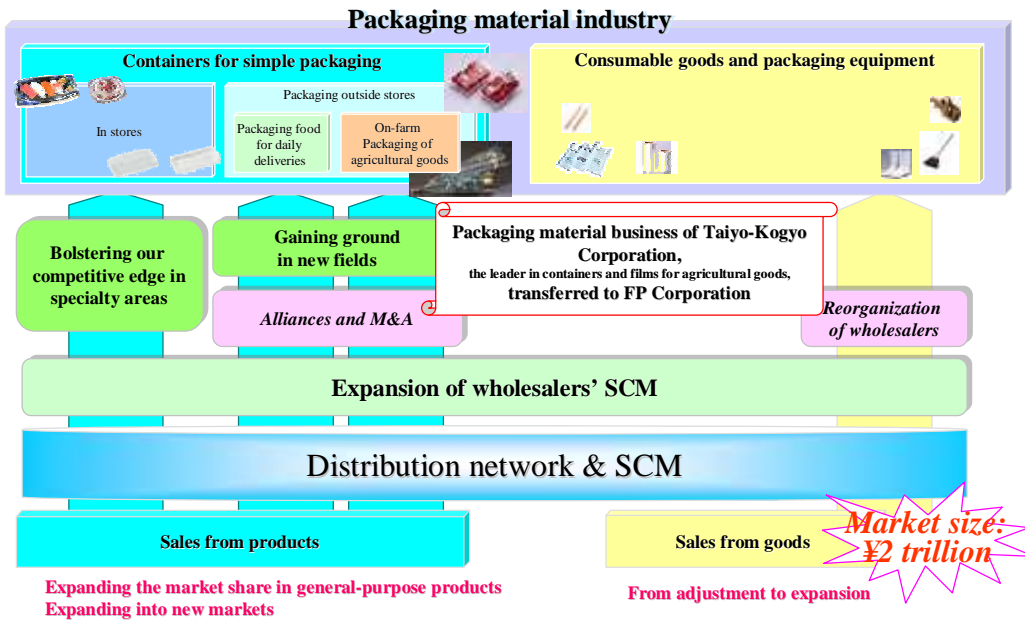 Packaging material industry
Containers for simple packaging
Consumable goods and packaging equipment
Packaging outside stores
In stores
Packaging food
for daily
deliveries
On-farm
Packaging of
agricultural goods
Bolstering our
competitive edge in
specialty areas
Gaining ground
in new fields
Packaging material business of Taiyo-Kogyo
Corporation,
the leader in containers and films for agricultural goods,
transferred to FP Corporation
Alliances and M&A
Reorganization
of wholesalers
Expansion of wholesalers’ SCM
Distribution network & SCM
Sales from products
Sales from goods
Market size:
¥2 trillion
Expanding the market share in general-purpose products
Expanding into new markets
From adjustment to expansion